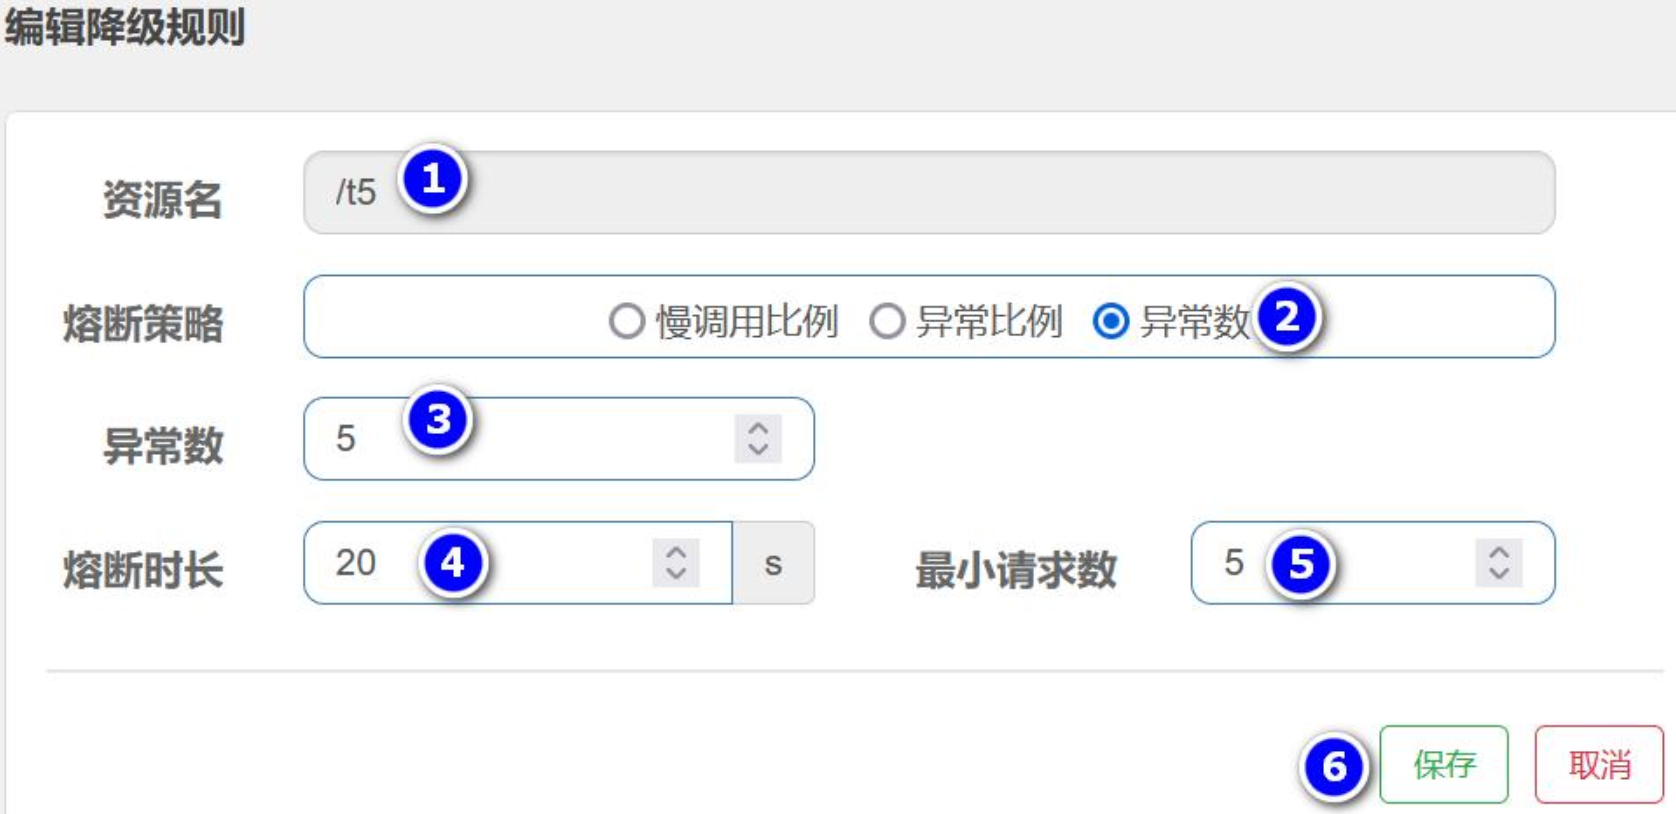 编辑降级规则
资源名 /t5 1
熔断策略 慢调用比例 异常比例 异常数 2
异常数 5 3
熔断时长 20 4 s 最小请求数 5 5
6 保存 取消